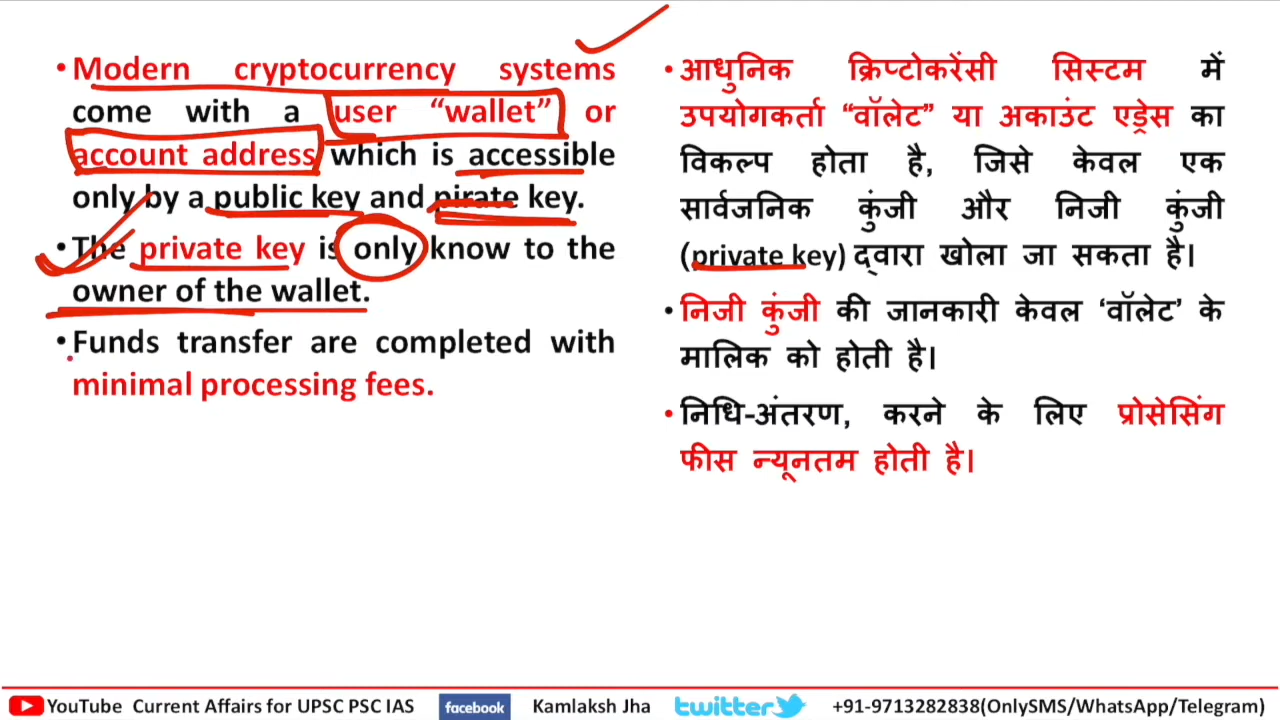 • Modern cryptocurrency systems
come with a user “wallet” or
account address which is accessible
only by a public key and pirate key.
• The private key is only know to the
owner of the wallet.
• Funds transfer are completed with
minimal processing fees.
• आधुनिक क्रिप्टोकरेंसी सिस्टम में
उपयोगकर्ता “वॉलेट” या अकाउंट एड्रेस का
विकल्प होता है, जिसे केवल एक
सार्वजनिक कुंजी और निजी कुंजी
(private key) द्वारा खोला जा सकता है।
• निजी कुंजी की जानकारी केवल ‘वॉलेट’ के
मालिक को होती है।
• निधि-अंतरण, करने के लिए प्रोसेसिंग
फीस न्यूनतम होती है।
YouTube Current Affairs for UPSC PSC IAS facebook Kamlaksh Jha twitter +91-9713282838(OnlySMS/WhatsApp/Telegram)